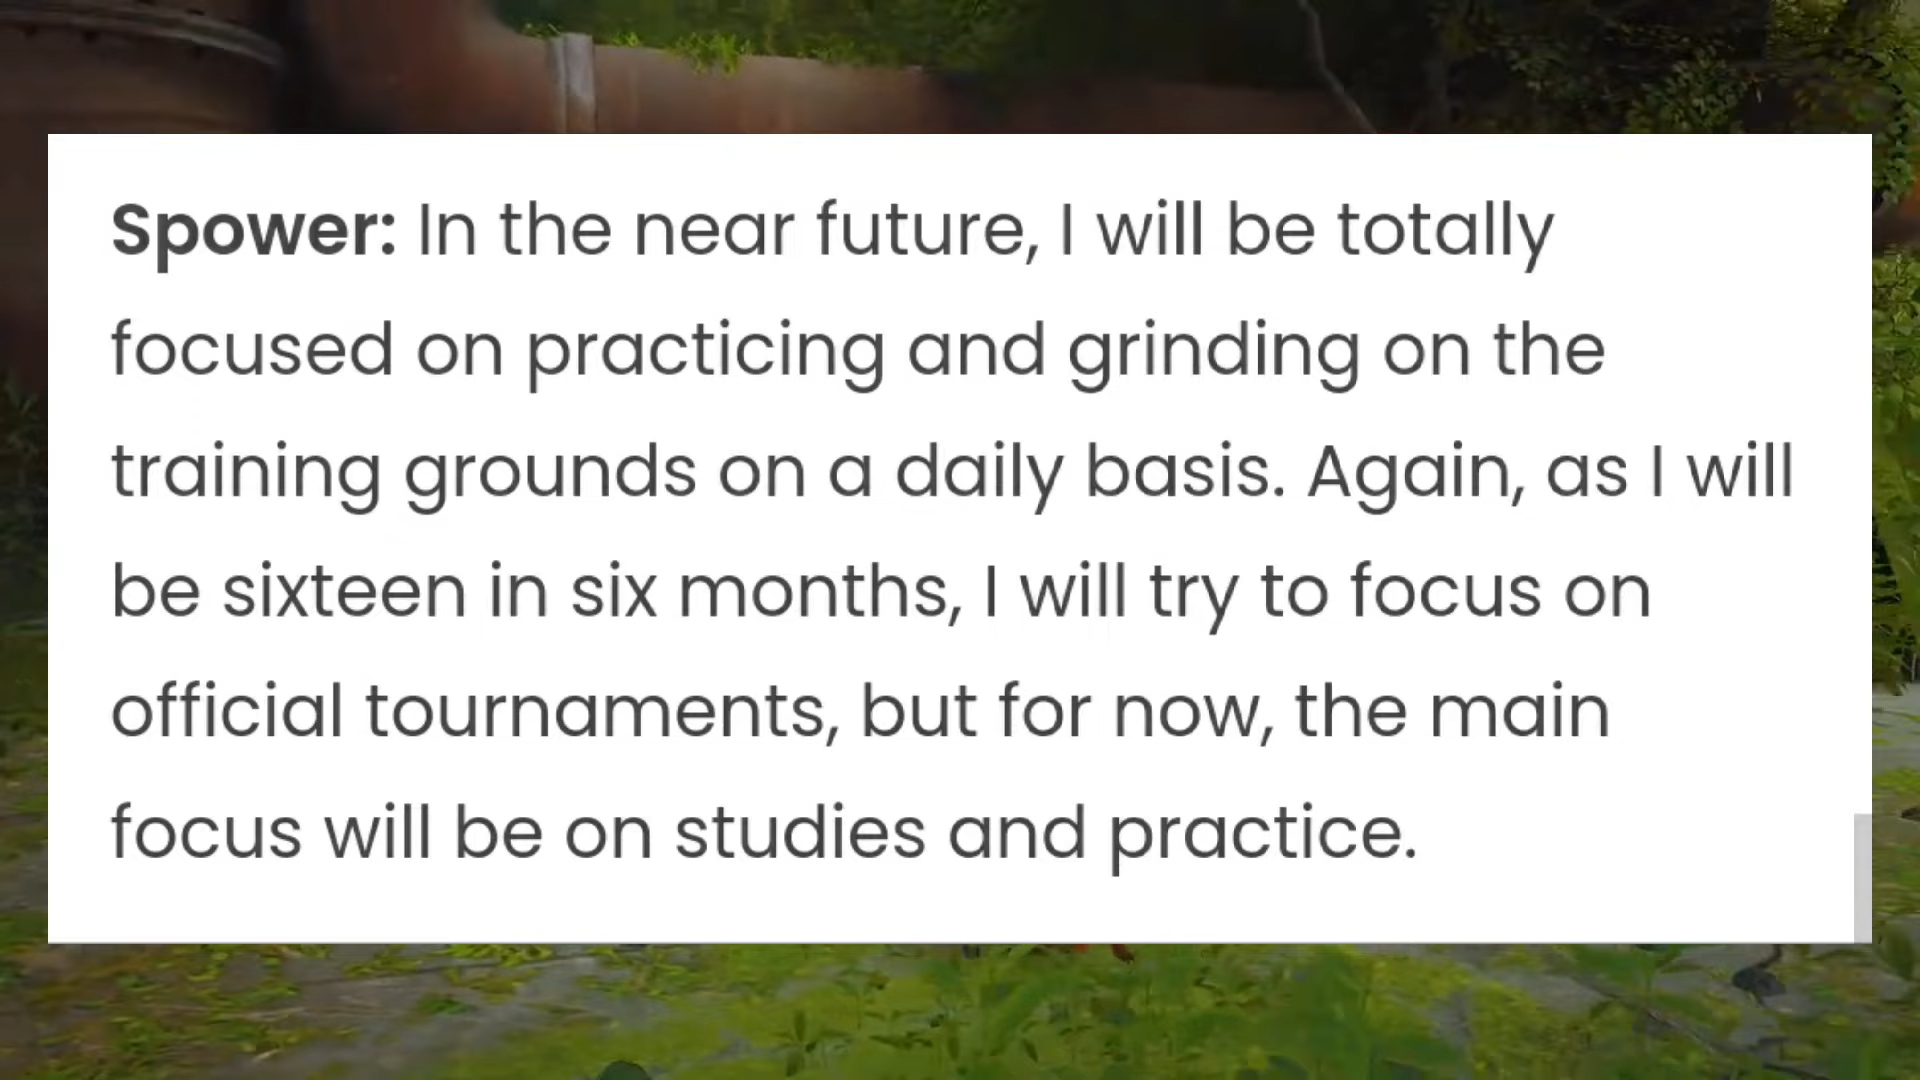 Spower: In the near future, I will be totally
focused on practicing and grinding on the
training grounds on a daily basis. Again, as I will
be sixteen in six months, I will try to focus on
official tournaments, but for now, the main
focus will be on studies and practice.